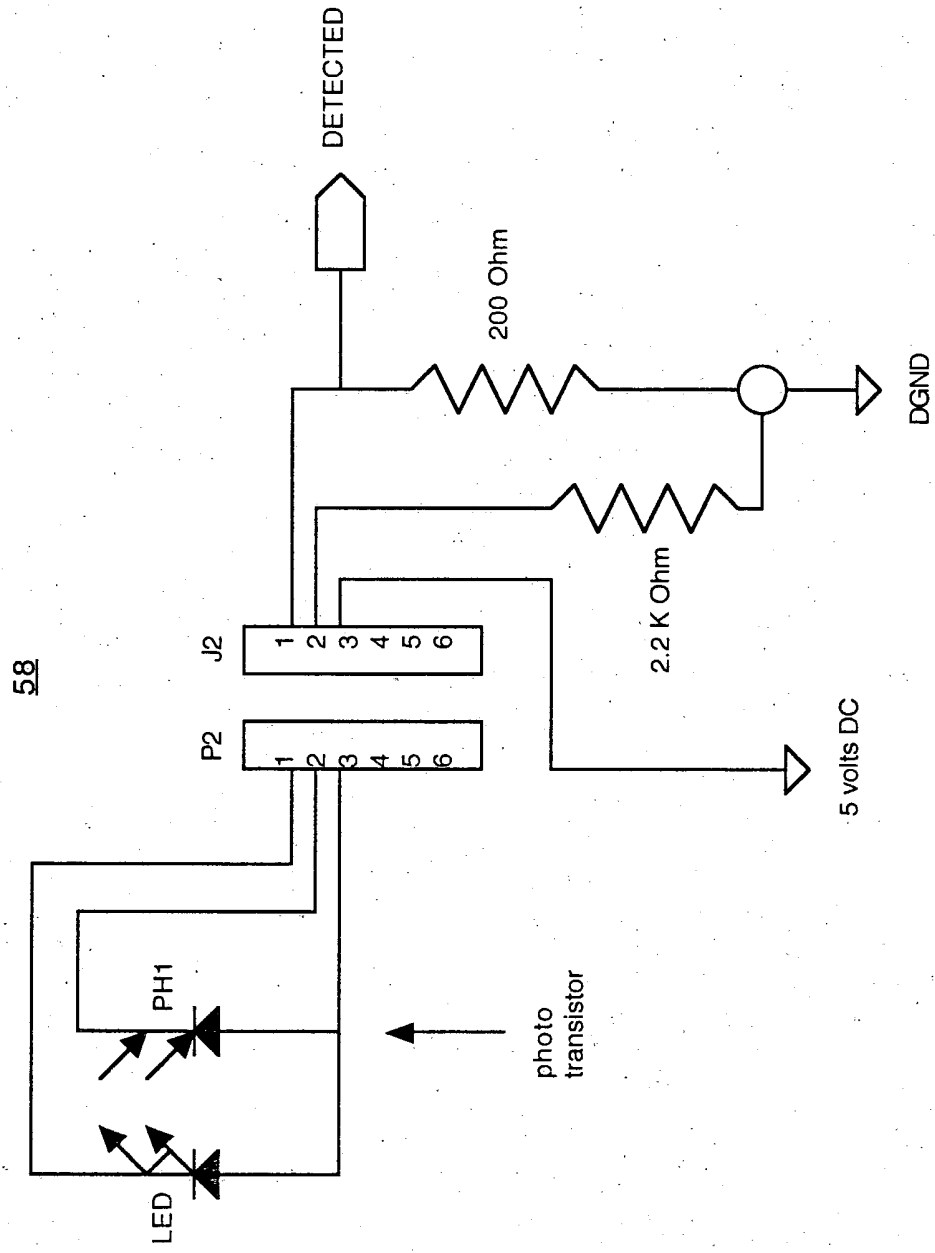 58
LED
PH1
photo
transistor
P2
1
2
3
4
5
6
J2
1
2
3
4
5
6
5 volts DC
2.2 K Ohm
200 Ohm
DGND
DETECTED